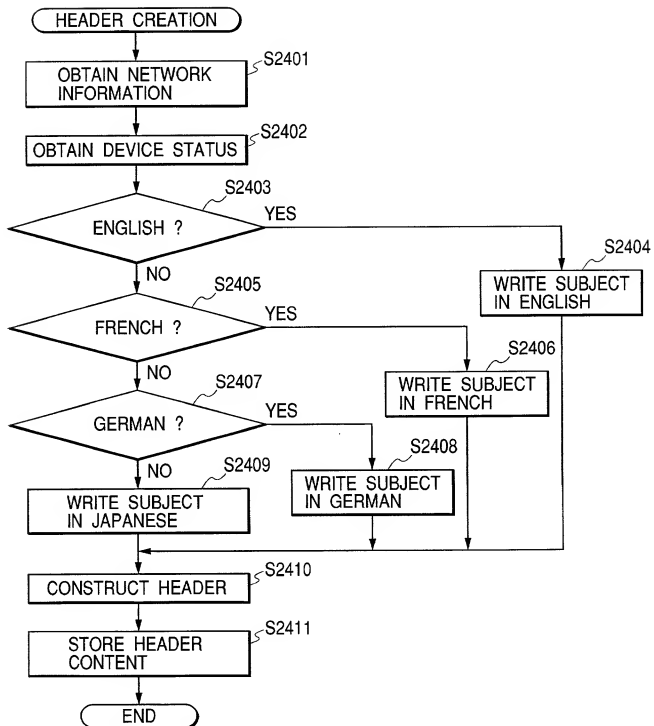 HEADER CREATION
S2401
OBTAIN NETWORK
INFORMATION
S2402
OBTAIN DEVICE STATUS
S2403
ENGLISH ?
YES
NO
S2404
WRITE SUBJECT
IN ENGLISH
S2405
FRENCH ?
YES
NO
S2406
WRITE SUBJECT
IN FRENCH
S2407
GERMAN ?
YES
NO
S2408
WRITE SUBJECT
IN GERMAN
S2409
WRITE SUBJECT
IN JAPANESE
S2410
CONSTRUCT HEADER
S2411
STORE HEADER
CONTENT
END